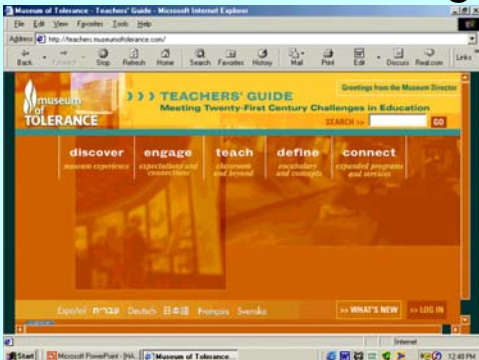 Museum of Tolerance - Teachers' Guide - Microsoft Internet Explorer
File Edit View Favorites Tools Help
Address http://teachers.museumoftolerance.com/ Links
Back Forward Stop Refresh Home Search Favorites History Mail Print Edit Discuss Real.com
Greetings from the Museum Director
museum OF TOLERANCE
TEACHERS' GUIDE
Meeting Twenty-First Century Challenges in Education
SEARCH >> GO
discover engage teach define connect
museum experience expectations and connections classroom and beyond vocabulary and concepts expanded programs and services
Español עברית Deutsch 日本語 Français Svenska
>> WHAT'S NEW >> LOG IN
Internet
Start Microsoft PowerPoint - [HA... Museum of Tolerance... 12:40 PM